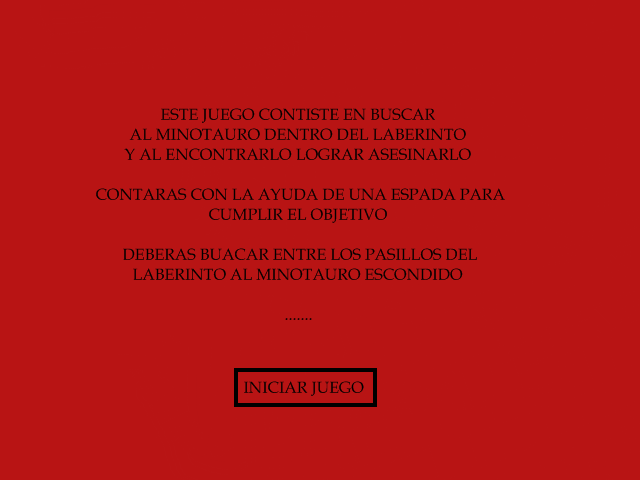 ESTE JUEGO CONTISTE EN BUSCAR
AL MINOTAURO DENTRO DEL LABERINTO
Y AL ENCONTRARLO LOGRAR ASESINARLO
CONTARAS CON LA AYUDA DE UNA ESPADA PARA
CUMPLIR EL OBJETIVO
DEBERAS BUACAR ENTRE LOS PASILLOS DEL
LABERINTO AL MINOTAURO ESCONDIDO
.......
INICIAR JUEGO